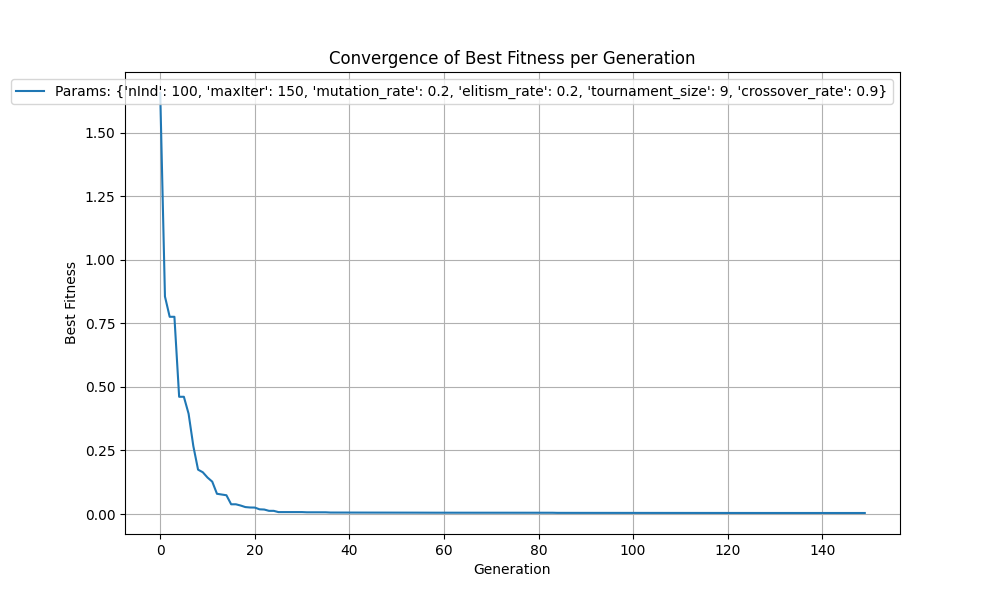 Convergence of Best Fitness per Generation
Params: {'nInd': 100, 'maxIter': 150, 'mutation_rate': 0.2, 'elitism_rate': 0.2, 'tournament_size': 9, 'crossover_rate': 0.9}
1.50
1.25
1.00
0.75
0.50
0.25
0.00
Best Fitness
0 20 40 60 80 100 120 140
Generation